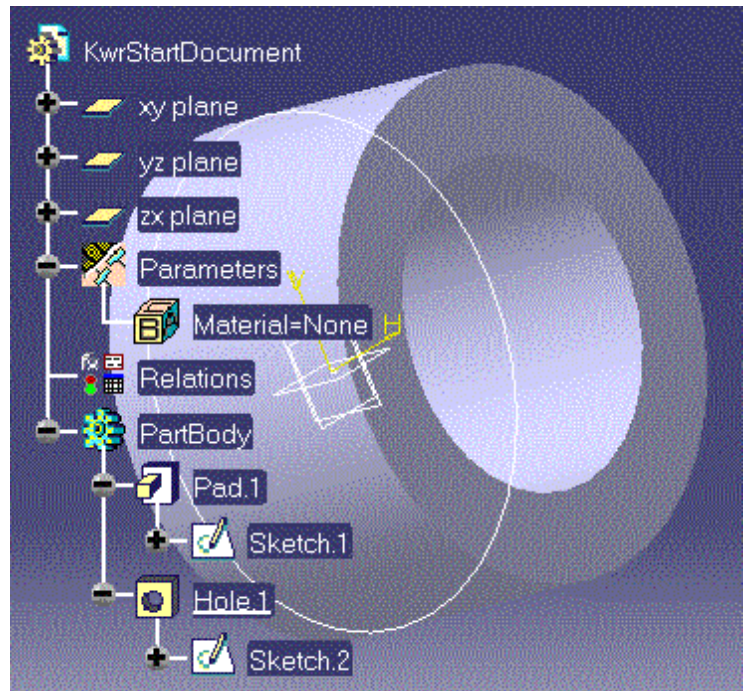 KwrStartDocument
xy plane
yz plane
zx plane
Parameters
V
Material=None H
Relations
PartBody
Pad.1
Sketch.1
Hole.1
Sketch.2